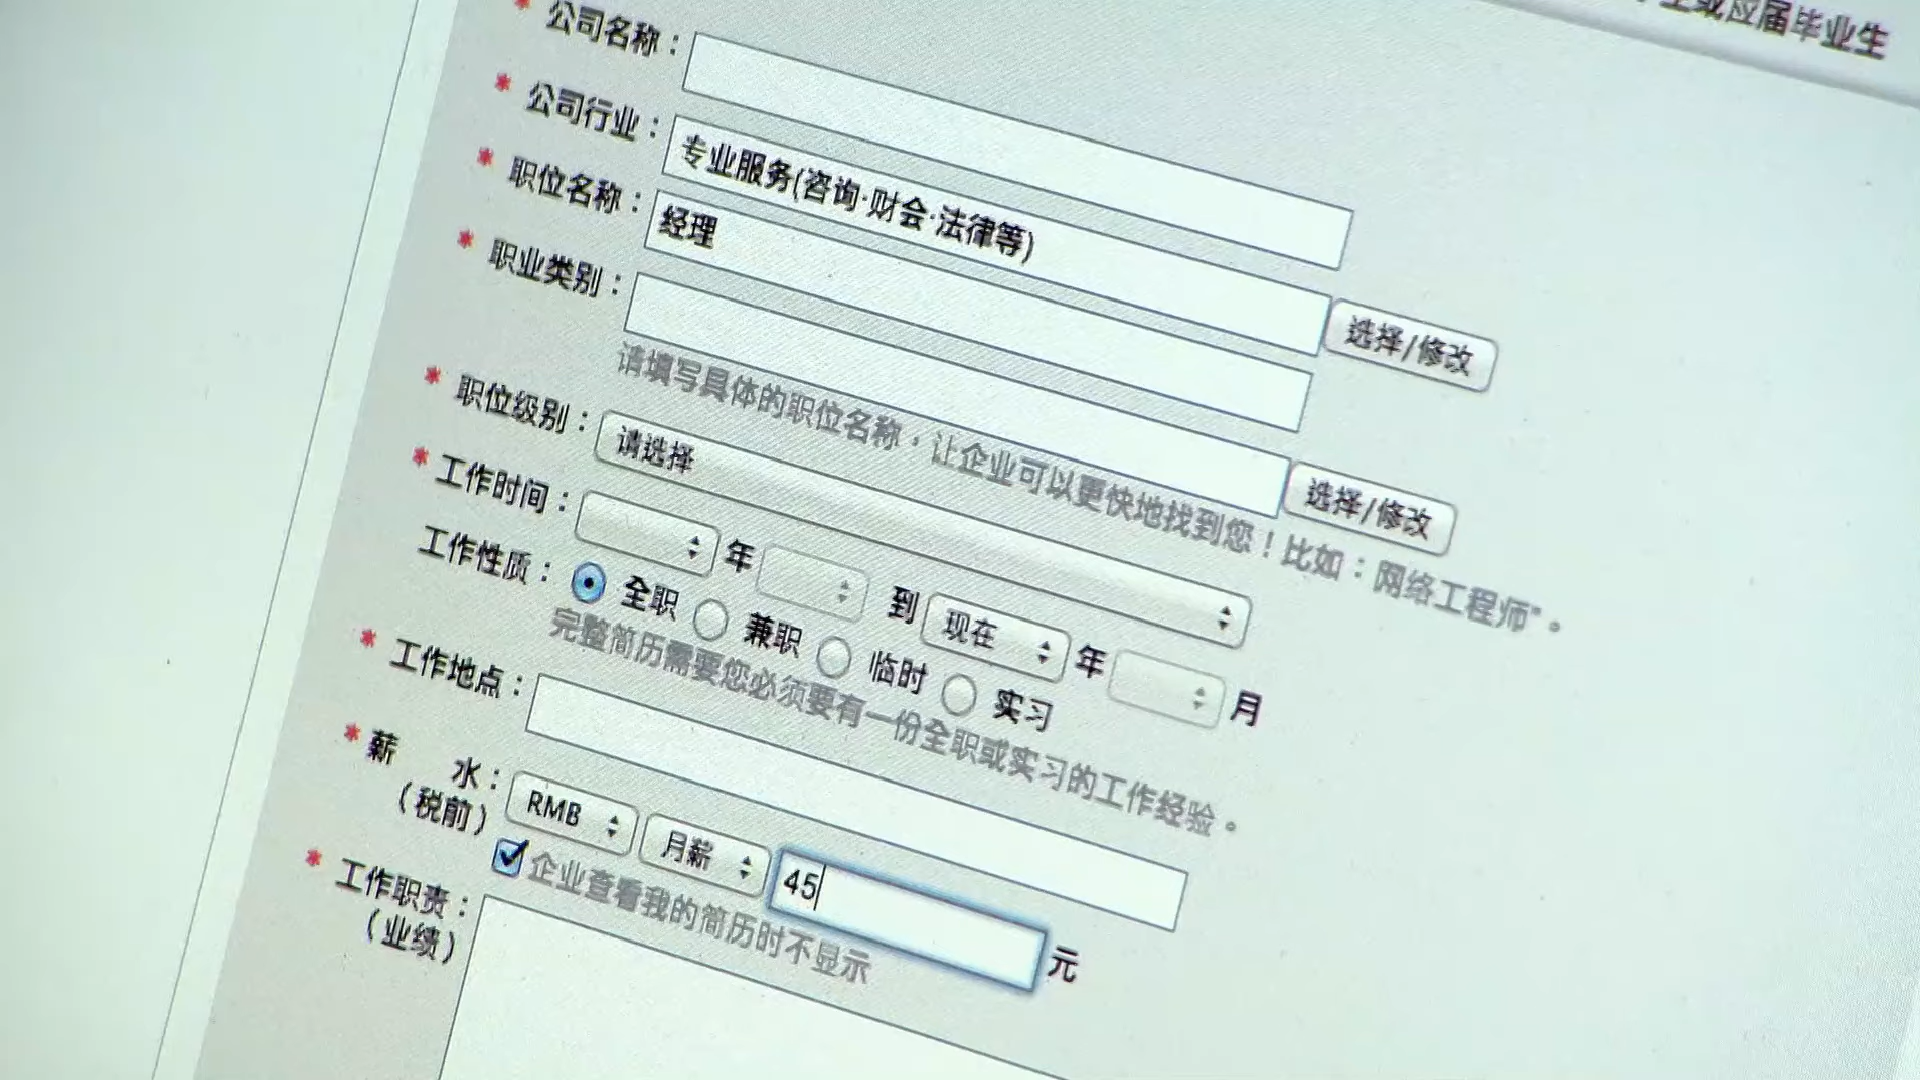 或应届毕业生
* 公司名称：
* 公司行业： 专业服务(咨询·财会·法律等) 选择/修改
* 职位名称： 经理
* 职业类别： 选择/修改
请填写具体的职位名称，让企业可以更快地找到您！比如：网络工程师"。
* 职位级别： 请选择
* 工作时间： 年 到 现在 年 月
工作性质： 全职 兼职 临时 实习
完整简历需要您必须要有一份全职或实习的工作经验。
* 工作地点：
* 薪 水： RMB 月薪 45 元
(税前)
企业查看我的简历时不显示
* 工作职责：
(业绩)